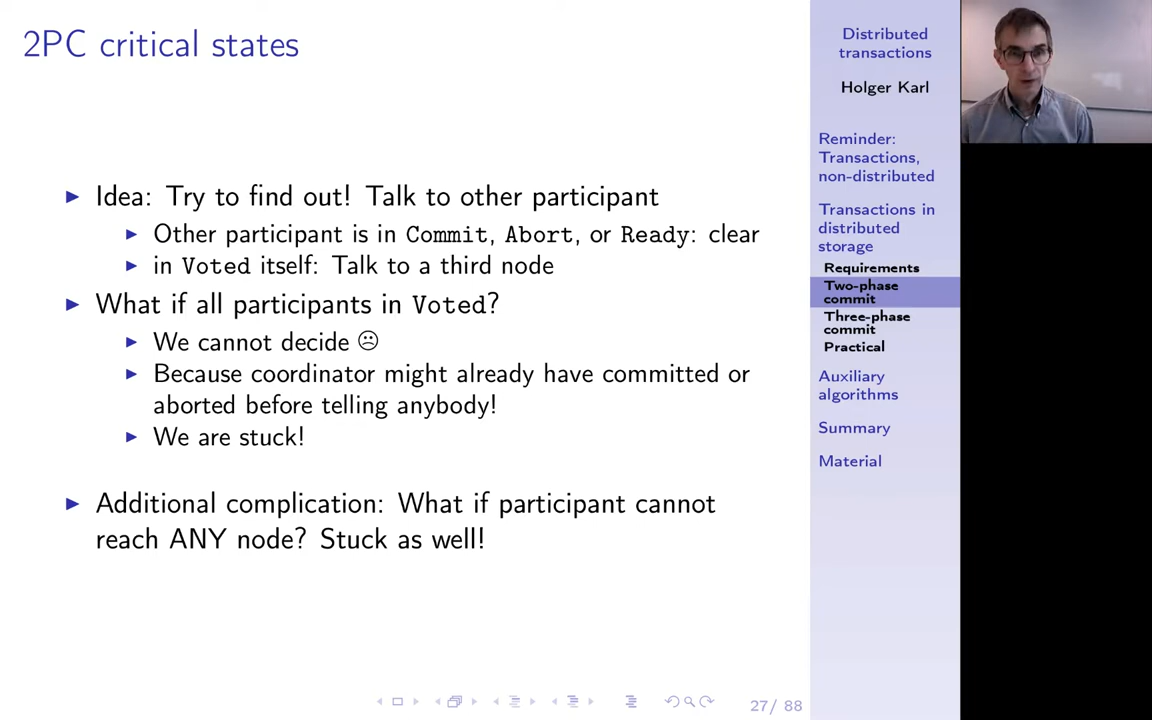 2PC critical states
Idea: Try to find out! Talk to other participant
Other participant is in Commit, Abort, or Ready: clear
in Voted itself: Talk to a third node
What if all participants in Voted?
We cannot decide ☹
Because coordinator might already have committed or
aborted before telling anybody!
We are stuck!
Additional complication: What if participant cannot
reach ANY node? Stuck as well!
Distributed
transactions
Holger Karl
Reminder:
Transactions,
non-distributed
Transactions in
distributed
storage
Requirements
Two-phase
commit
Three-phase
commit
Practical
Auxiliary
algorithms
Summary
Material
27/ 88